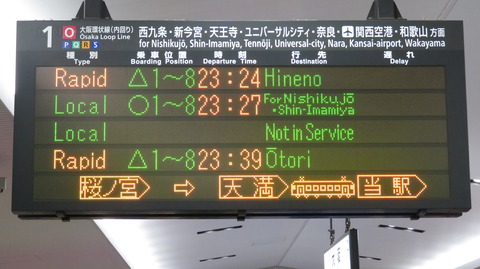 1 O 大阪環状線(内回り) 西九条・新今宮・天王寺・ユニバーサルシティ・奈良・関西空港・和歌山 方面
Osaka Loop Line for Nishikujō, Shin-Imamiya, Tennōji, Universal-city, Nara, Kansai-airport, Wakayama
P Q R S
種別 乗車位置 時刻 行先 遅れ
Type Boarding Position Departure Time Destination Delay
Rapid △1~8 23:24 Hineno
Local ○1~8 23:27 For Nishikujō・Shin-Imamiya
Local Not in Service
Rapid △1~8 23:39 Ōtori
桜ノ宮 ⇨ 天満 当駅